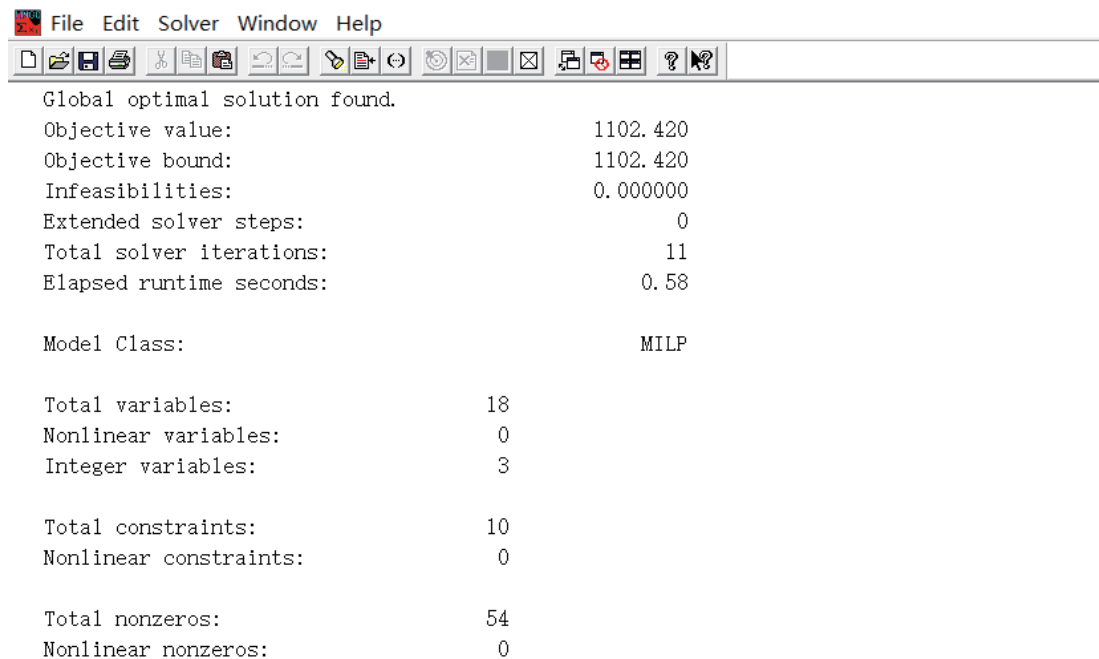 File Edit Solver Window Help
Global optimal solution found.
Objective value: 1102.420
Objective bound: 1102.420
Infeasibilities: 0.000000
Extended solver steps: 0
Total solver iterations: 11
Elapsed runtime seconds: 0.58
Model Class: MILP
Total variables: 18
Nonlinear variables: 0
Integer variables: 3
Total constraints: 10
Nonlinear constraints: 0
Total nonzeros: 54
Nonlinear nonzeros: 0